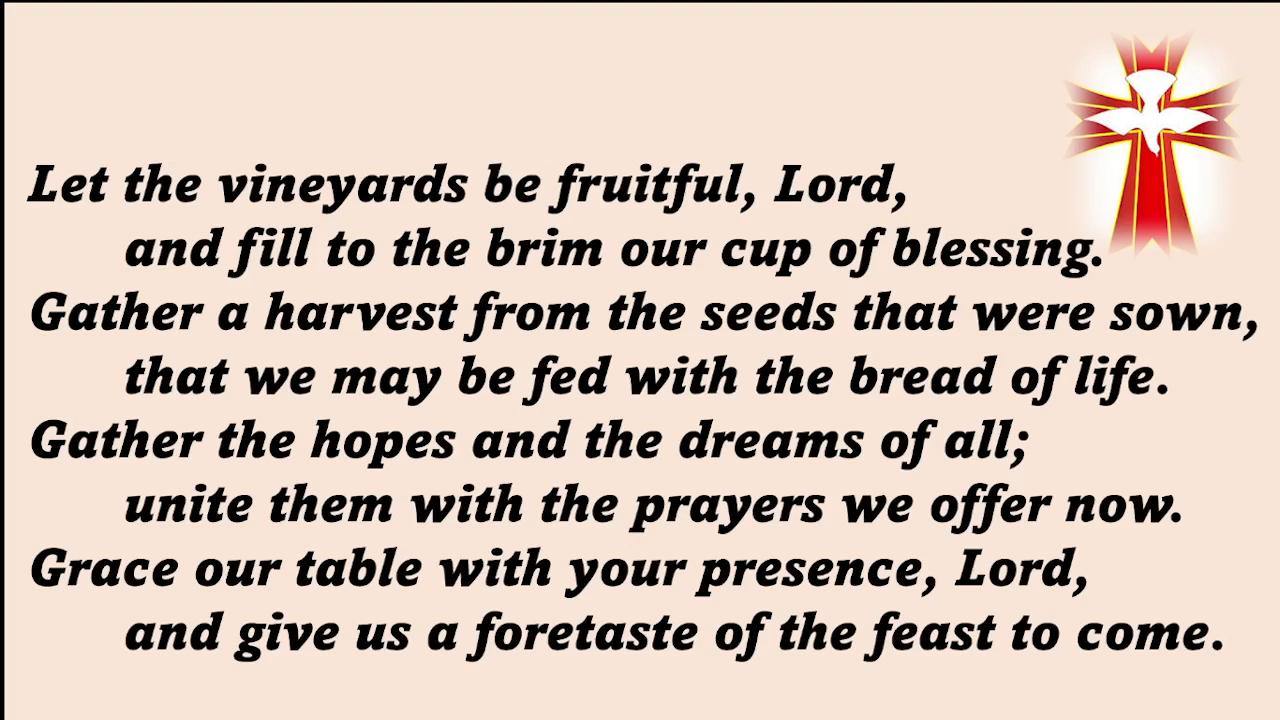 Let the vineyards be fruitful, Lord,
and fill to the brim our cup of blessing.
Gather a harvest from the seeds that were sown,
that we may be fed with the bread of life.
Gather the hopes and the dreams of all;
unite them with the prayers we offer now.
Grace our table with your presence, Lord,
and give us a foretaste of the feast to come.